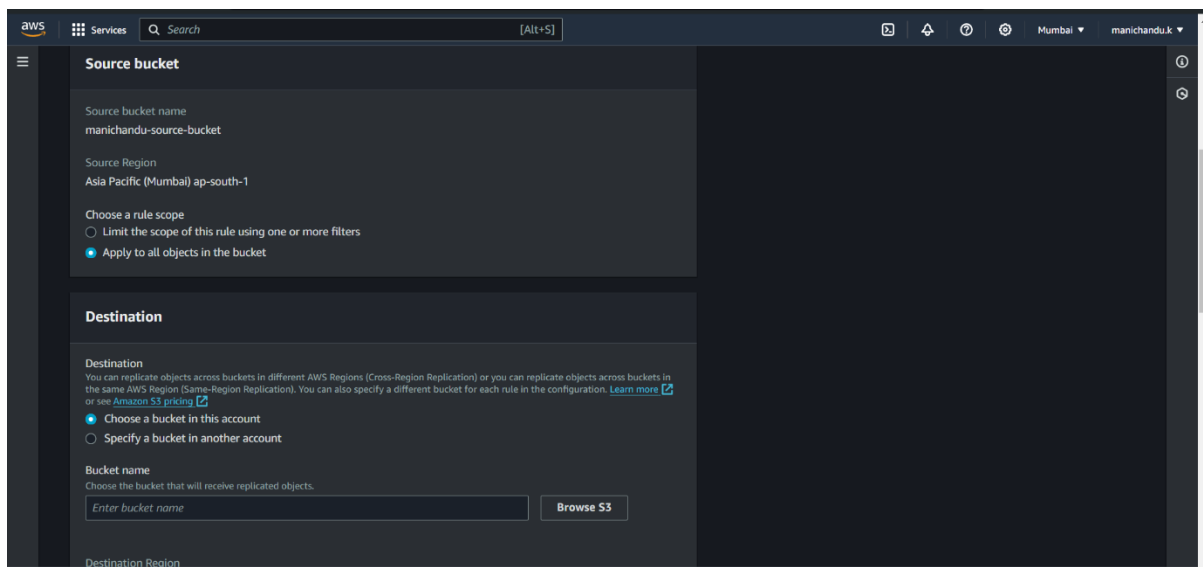 aws
Services
Search
[Alt+S]
Mumbai
manichandu.k
Source bucket
Source bucket name
manichandu-source-bucket
Source Region
Asia Pacific (Mumbai) ap-south-1
Choose a rule scope
Limit the scope of this rule using one or more filters
Apply to all objects in the bucket
Destination
Destination
You can replicate objects across buckets in different AWS Regions (Cross-Region Replication) or you can replicate objects across buckets in
the same AWS Region (Same-Region Replication). You can also specify a different bucket for each rule in the configuration. Learn more
or see Amazon S3 pricing
Choose a bucket in this account
Specify a bucket in another account
Bucket name
Choose the bucket that will receive replicated objects.
Enter bucket name
Browse S3
Destination Region